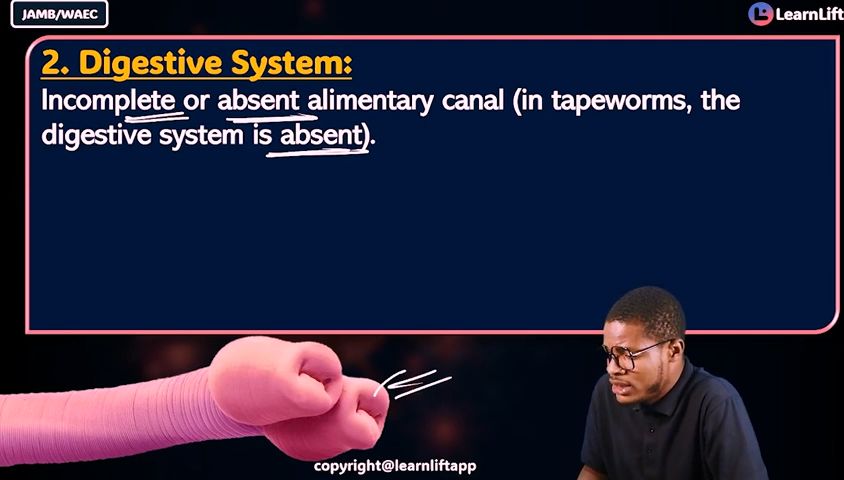 JAMB/WAEC
LearnLift
2. Digestive System:
Incomplete or absent alimentary canal (in tapeworms, the
digestive system is absent).
copyright@learnliftapp